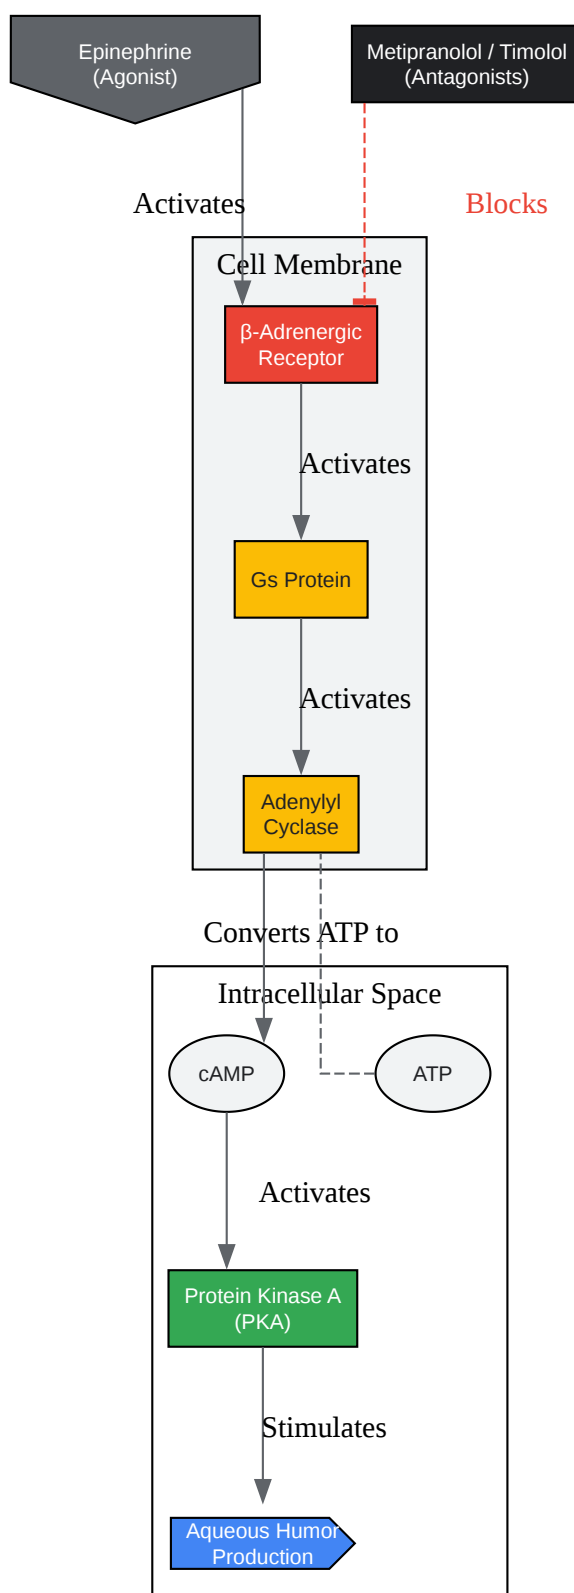 Epinephrine
(Agonist)
Metipranolol / Timolol
(Antagonists)
Activates
Blocks
Cell Membrane
β-Adrenergic
Receptor
Activates
Gs Protein
Activates
Adenylyl
Cyclase
Converts ATP to
Intracellular Space
cAMP
ATP
Activates
Protein Kinase A
(PKA)
Stimulates
Aqueous Humor
Production